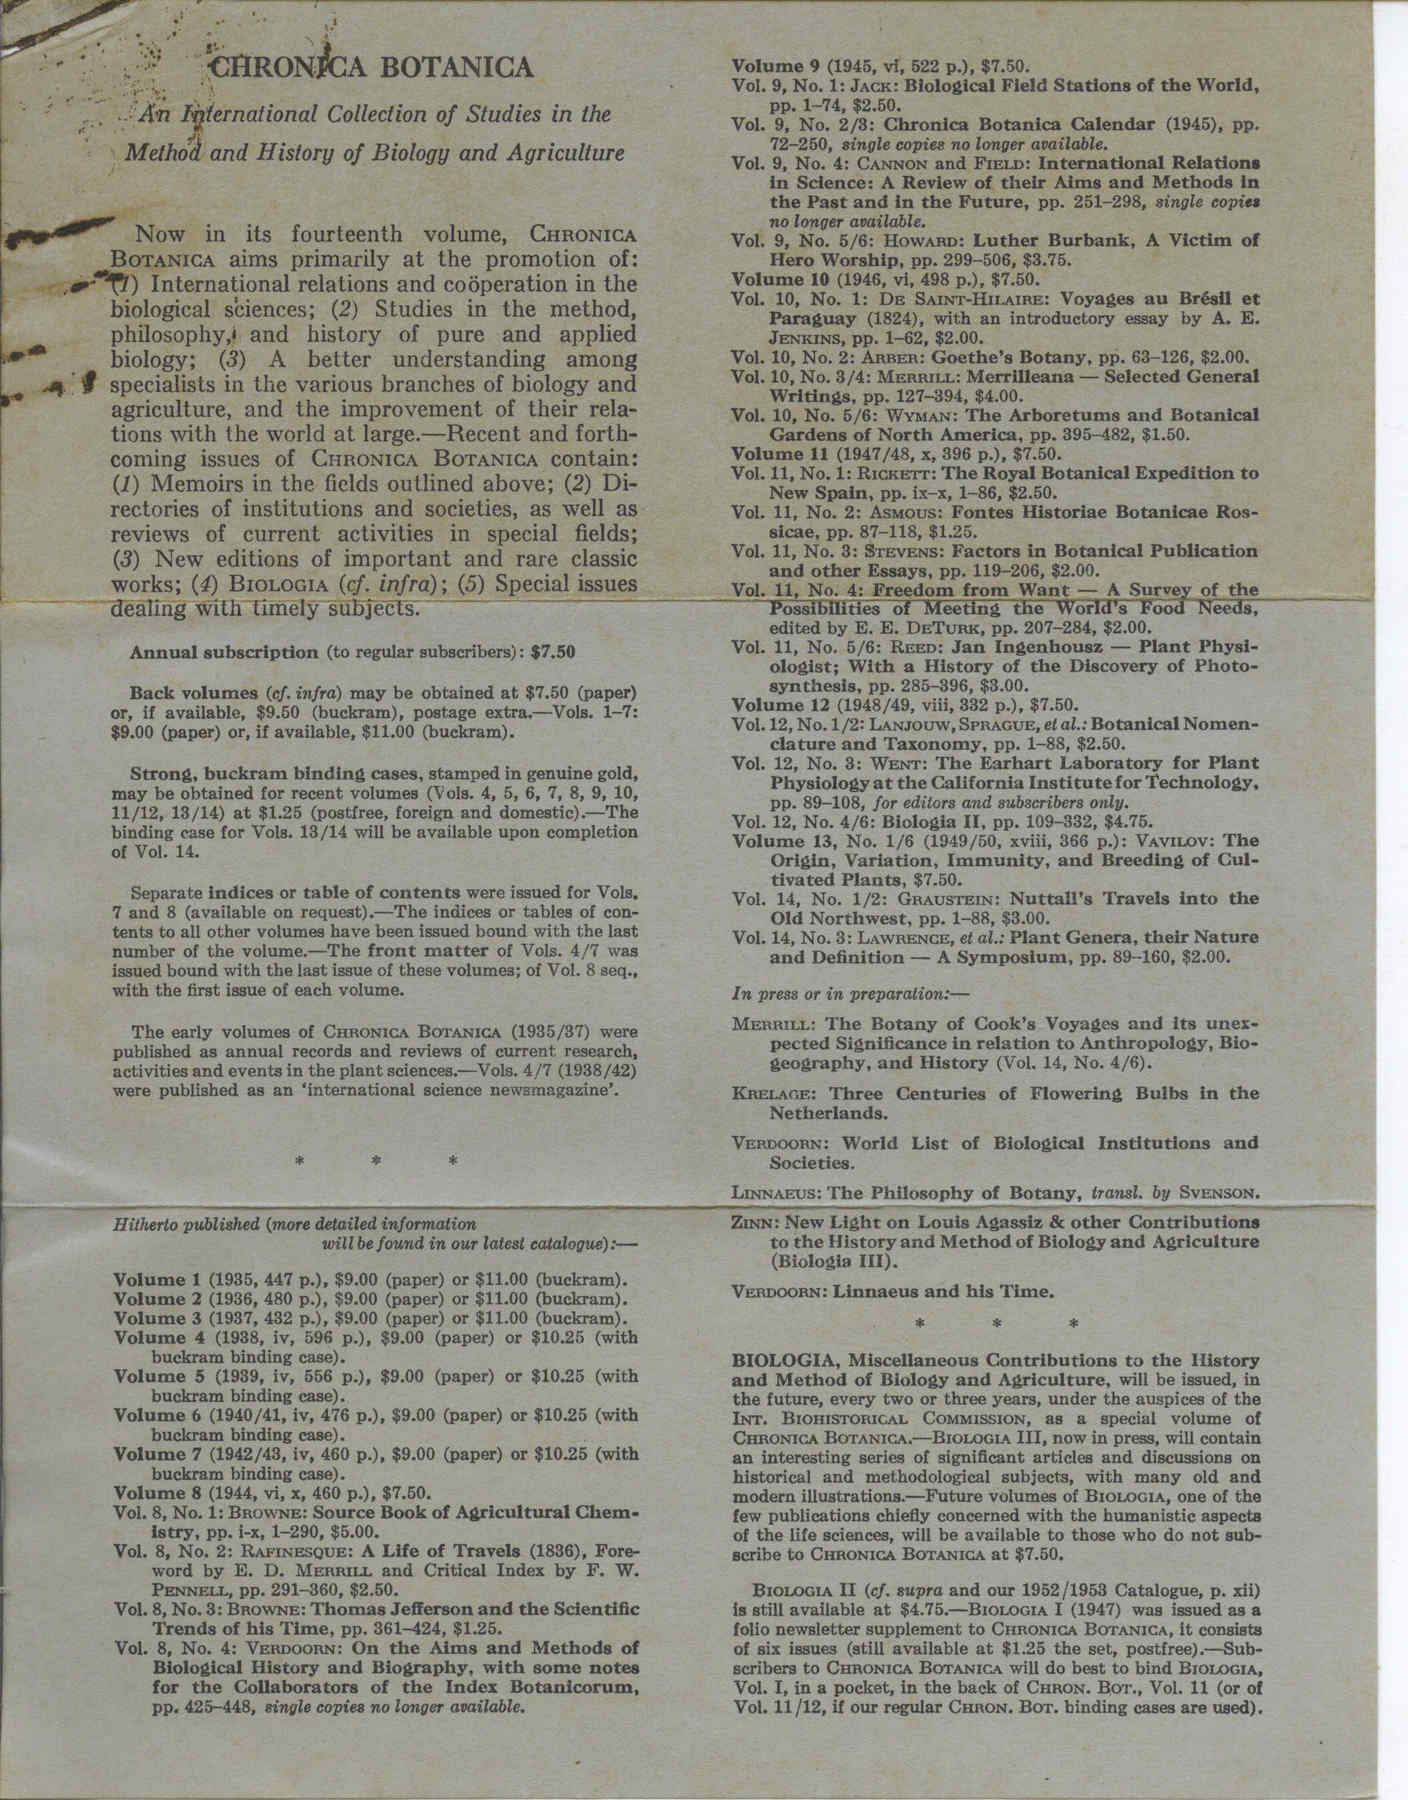 CHRONICA BOTANICA
An International Collection of Studies in the
Method and History of Biology and Agriculture
Now in its fourteenth volume, CHRONICA
BOTANICA aims primarily at the promotion of:
(1) International relations and coöperation in the
biological sciences; (2) Studies in the method,
philosophy, and history of pure and applied
biology; (3) A better understanding among
specialists in the various branches of biology and
agriculture, and the improvement of their rela-
tions with the world at large.—Recent and forth-
coming issues of CHRONICA BOTANICA contain:
(1) Memoirs in the fields outlined above; (2) Di-
rectories of institutions and societies, as well as
reviews of current activities in special fields;
(3) New editions of important and rare classic
works; (4) BIOLOGIA (cf. infra); (5) Special issues
dealing with timely subjects.
Annual subscription (to regular subscribers): $7.50
Back volumes (cf. infra) may be obtained at $7.50 (paper)
or, if available, $9.50 (buckram), postage extra.—Vols. 1–7:
$9.00 (paper) or, if available, $11.00 (buckram).
Strong, buckram binding cases, stamped in genuine gold,
may be obtained for recent volumes (Vols. 4, 5, 6, 7, 8, 9, 10,
11/12, 13/14) at $1.25 (postfree, foreign and domestic).—The
binding case for Vols. 13/14 will be available upon completion
of Vol. 14.
Separate indices or table of contents were issued for Vols.
7 and 8 (available on request).—The indices or tables of con-
tents to all other volumes have been issued bound with the last
number of the volume.—The front matter of Vols. 4/7 was
issued bound with the last issue of these volumes; of Vol. 8 seq.,
with the first issue of each volume.
The early volumes of CHRONICA BOTANICA (1935/37) were
published as annual records and reviews of current research,
activities and events in the plant sciences.—Vols. 4/7 (1938/42)
were published as an ‘international science newsmagazine’.
* * *
Hitherto published (more detailed information
will be found in our latest catalogue):—
Volume 1 (1935, 447 p.), $9.00 (paper) or $11.00 (buckram).
Volume 2 (1936, 480 p.), $9.00 (paper) or $11.00 (buckram).
Volume 3 (1937, 432 p.), $9.00 (paper) or $11.00 (buckram).
Volume 4 (1938, iv, 596 p.), $9.00 (paper) or $10.25 (with
buckram binding case).
Volume 5 (1939, iv, 556 p.), $9.00 (paper) or $10.25 (with
buckram binding case).
Volume 6 (1940/41, iv, 476 p.), $9.00 (paper) or $10.25 (with
buckram binding case).
Volume 7 (1942/43, iv, 460 p.), $9.00 (paper) or $10.25 (with
buckram binding case).
Volume 8 (1944, vi, x, 460 p.), $7.50.
Vol. 8, No. 1: BROWNE: Source Book of Agricultural Chem-
istry, pp. i-x, 1–290, $5.00.
Vol. 8, No. 2: RAFINESQUE: A Life of Travels (1836), Fore-
word by E. D. MERRILL and Critical Index by F. W.
PENNELL, pp. 291–360, $2.50.
Vol. 8, No. 3: BROWNE: Thomas Jefferson and the Scientific
Trends of his Time, pp. 361–424, $1.25.
Vol. 8, No. 4: VERDOORN: On the Aims and Methods of
Biological History and Biography, with some notes
for the Collaborators of the Index Botanicorum,
pp. 425–448, single copies no longer available.
Volume 9 (1945, vi, 522 p.), $7.50.
Vol. 9, No. 1: JACK: Biological Field Stations of the World,
pp. 1–74, $2.50.
Vol. 9, No. 2/3: Chronica Botanica Calendar (1945), pp.
72–250, single copies no longer available.
Vol. 9, No. 4: CANNON and FIELD: International Relations
in Science: A Review of their Aims and Methods in
the Past and in the Future, pp. 251–298, single copies
no longer available.
Vol. 9, No. 5/6: HOWARD: Luther Burbank, A Victim of
Hero Worship, pp. 299–506, $3.75.
Volume 10 (1946, vi, 498 p.), $7.50.
Vol. 10, No. 1: DE SAINT-HILAIRE: Voyages au Brésil et
Paraguay (1824), with an introductory essay by A. E.
JENKINS, pp. 1–62, $2.00.
Vol. 10, No. 2: ARBER: Goethe's Botany, pp. 63–126, $2.00.
Vol. 10, No. 3/4: MERRILL: Merrilleana — Selected General
Writings, pp. 127–394, $4.00.
Vol. 10, No. 5/6: WYMAN: The Arboretums and Botanical
Gardens of North America, pp. 395–482, $1.50.
Volume 11 (1947/48, x, 396 p.), $7.50.
Vol. 11, No. 1: RICKETT: The Royal Botanical Expedition to
New Spain, pp. ix–x, 1–86, $2.50.
Vol. 11, No. 2: ASMOUS: Fontes Historiae Botanicae Ros-
sicae, pp. 87–118, $1.25.
Vol. 11, No. 3: STEVENS: Factors in Botanical Publication
and other Essays, pp. 119–206, $2.00.
Vol. 11, No. 4: Freedom from Want — A Survey of the
Possibilities of Meeting the World's Food Needs,
edited by E. E. DETURK, pp. 207–284, $2.00.
Vol. 11, No. 5/6: REED: Jan Ingenhousz — Plant Physi-
ologist; With a History of the Discovery of Photo-
synthesis, pp. 285–396, $3.00.
Volume 12 (1948/49, viii, 332 p.), $7.50.
Vol. 12, No. 1/2: LANJOUW, SPRAGUE, et al.: Botanical Nomen-
clature and Taxonomy, pp. 1–88, $2.50.
Vol. 12, No. 3: WENT: The Earhart Laboratory for Plant
Physiology at the California Institute for Technology,
pp. 89–108, for editors and subscribers only.
Vol. 12, No. 4/6: Biologia II, pp. 109–332, $4.75.
Volume 13, No. 1/6 (1949/50, xviii, 366 p.): VAVILOV: The
Origin, Variation, Immunity, and Breeding of Cul-
tivated Plants, $7.50.
Vol. 14, No. 1/2: GRAUSTEIN: Nuttall's Travels into the
Old Northwest, pp. 1–88, $3.00.
Vol. 14, No. 3: LAWRENCE, et al.: Plant Genera, their Nature
and Definition — A Symposium, pp. 89–160, $2.00.
In press or in preparation:—
MERRILL: The Botany of Cook's Voyages and its unex-
pected Significance in relation to Anthropology, Bio-
geography, and History (Vol. 14, No. 4/6).
KRELAGE: Three Centuries of Flowering Bulbs in the
Netherlands.
VERDOORN: World List of Biological Institutions and
Societies.
LINNAEUS: The Philosophy of Botany, transl. by SVENSON.
ZINN: New Light on Louis Agassiz & other Contributions
to the History and Method of Biology and Agriculture
(Biologia III).
VERDOORN: Linnaeus and his Time.
* * *
BIOLOGIA, Miscellaneous Contributions to the History
and Method of Biology and Agriculture, will be issued, in
the future, every two or three years, under the auspices of the
INT. BIOHISTORICAL COMMISSION, as a special volume of
CHRONICA BOTANICA.—BIOLOGIA III, now in press, will contain
an interesting series of significant articles and discussions on
historical and methodological subjects, with many old and
modern illustrations.—Future volumes of BIOLOGIA, one of the
few publications chiefly concerned with the humanistic aspects
of the life sciences, will be available to those who do not sub-
scribe to CHRONICA BOTANICA at $7.50.
BIOLOGIA II (cf. supra and our 1952/1953 Catalogue, p. xii)
is still available at $4.75.—BIOLOGIA I (1947) was issued as a
folio newsletter supplement to CHRONICA BOTANICA, it consists
of six issues (still available at $1.25 the set, postfree).—Sub-
scribers to CHRONICA BOTANICA will do best to bind BIOLOGIA,
Vol. I, in a pocket, in the back of CHRON. BOT., Vol. 11 (or of
Vol. 11/12, if our regular CHRON. BOT. binding cases are used).